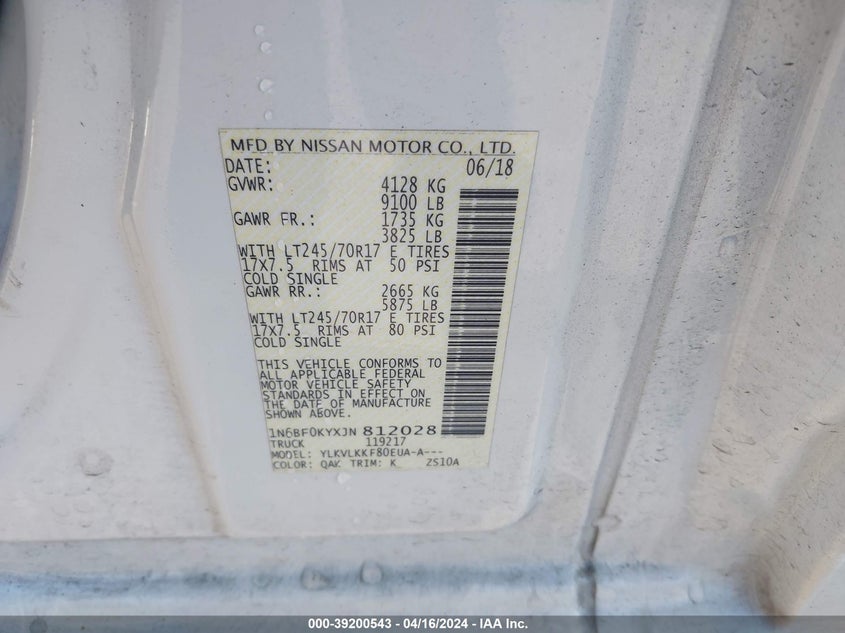 MFD BY NISSAN MOTOR CO., LTD.
DATE: 06/18
GVWR: 4128 KG
9100 LB
GAWR FR.: 1735 KG
3825 LB
WITH LT245/70R17 E TIRES
17X7.5 RIMS AT 50 PSI
COLD SINGLE
GAWR RR.: 2665 KG
5875 LB
WITH LT245/70R17 E TIRES
17X7.5 RIMS AT 80 PSI
COLD SINGLE
THIS VEHICLE CONFORMS TO
ALL APPLICABLE FEDERAL
MOTOR VEHICLE SAFETY
STANDARDS IN EFFECT ON
THE DATE OF MANUFACTURE
SHOWN ABOVE.
1N6BF0KYXJN 812028
TRUCK 119217
MODEL: YLKVLKKF80EUA-A---
COLOR: QAK TRIM: K 2S10A
000-39200543 - 04/16/2024 - IAA Inc.